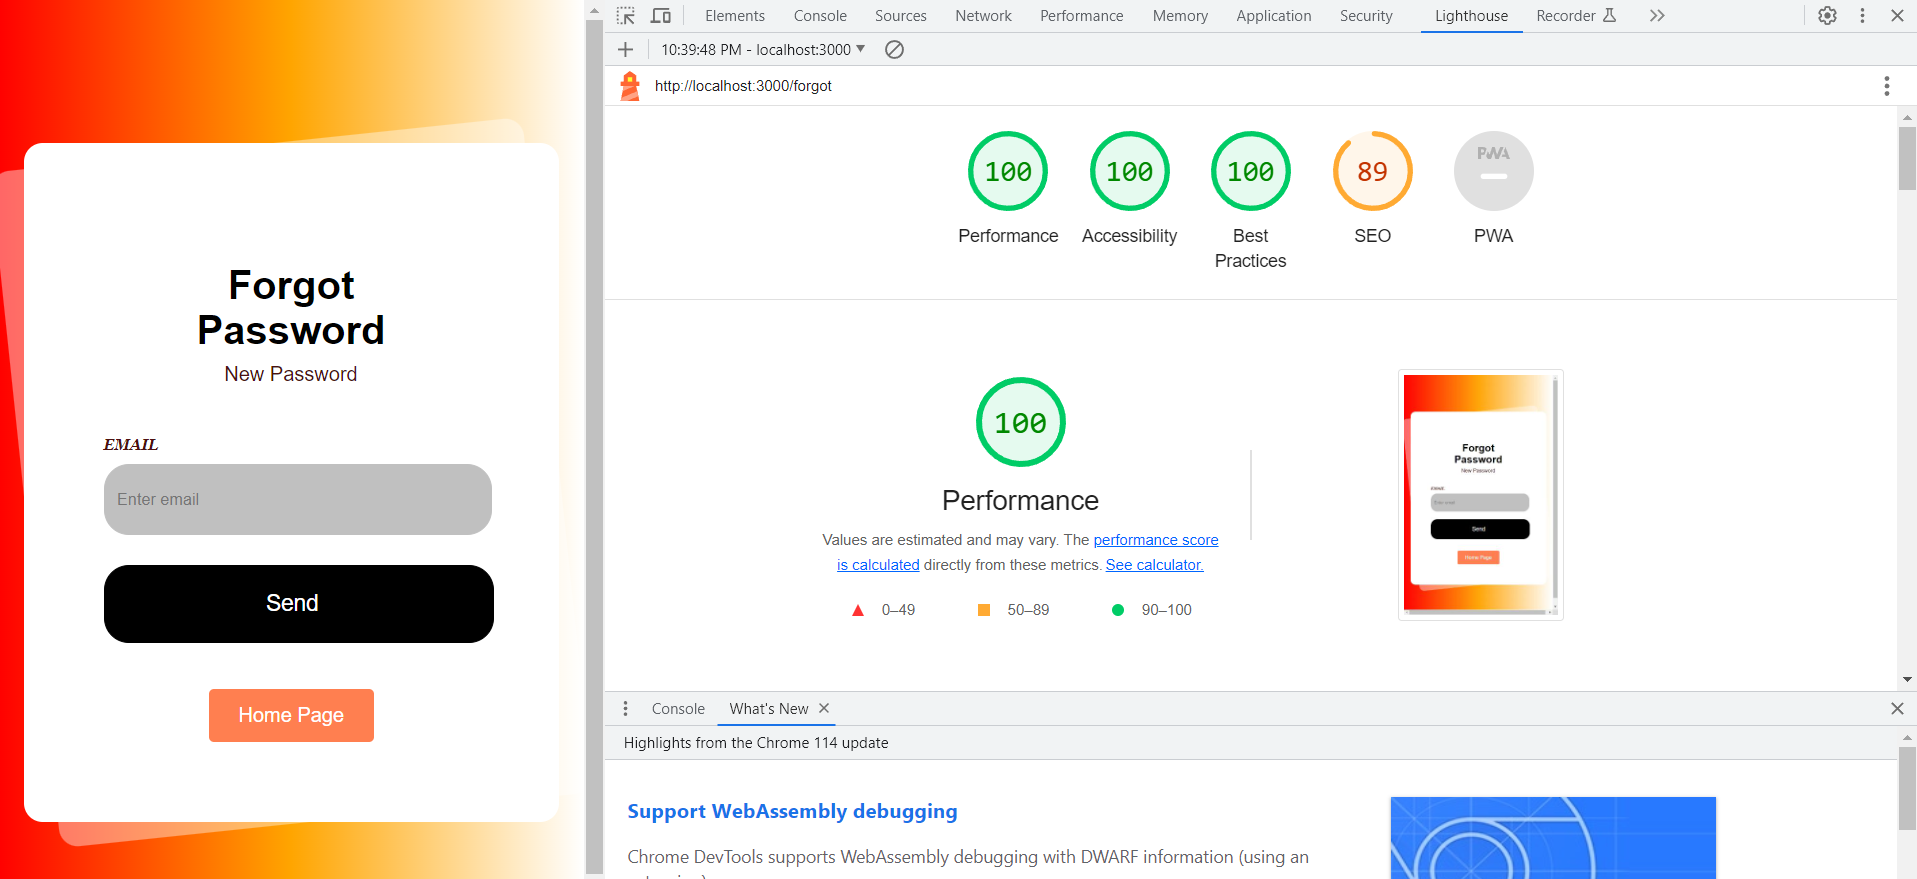 Forgot
Password
New Password
EMAIL
Enter email
Send
Home Page
Elements Console Sources Network Performance Memory Application Security Lighthouse Recorder
10:39:48 PM - localhost:3000
http://localhost:3000/forgot
100 100 100 89 PWA
Performance Accessibility Best Practices SEO PWA
100
Performance
Values are estimated and may vary. The performance score
is calculated directly from these metrics. See calculator.
0–49 50–89 90–100
Forgot
Password
New Password
Send
Home Page
Console What's New
Highlights from the Chrome 114 update
Support WebAssembly debugging
Chrome DevTools supports WebAssembly debugging with DWARF information (using an